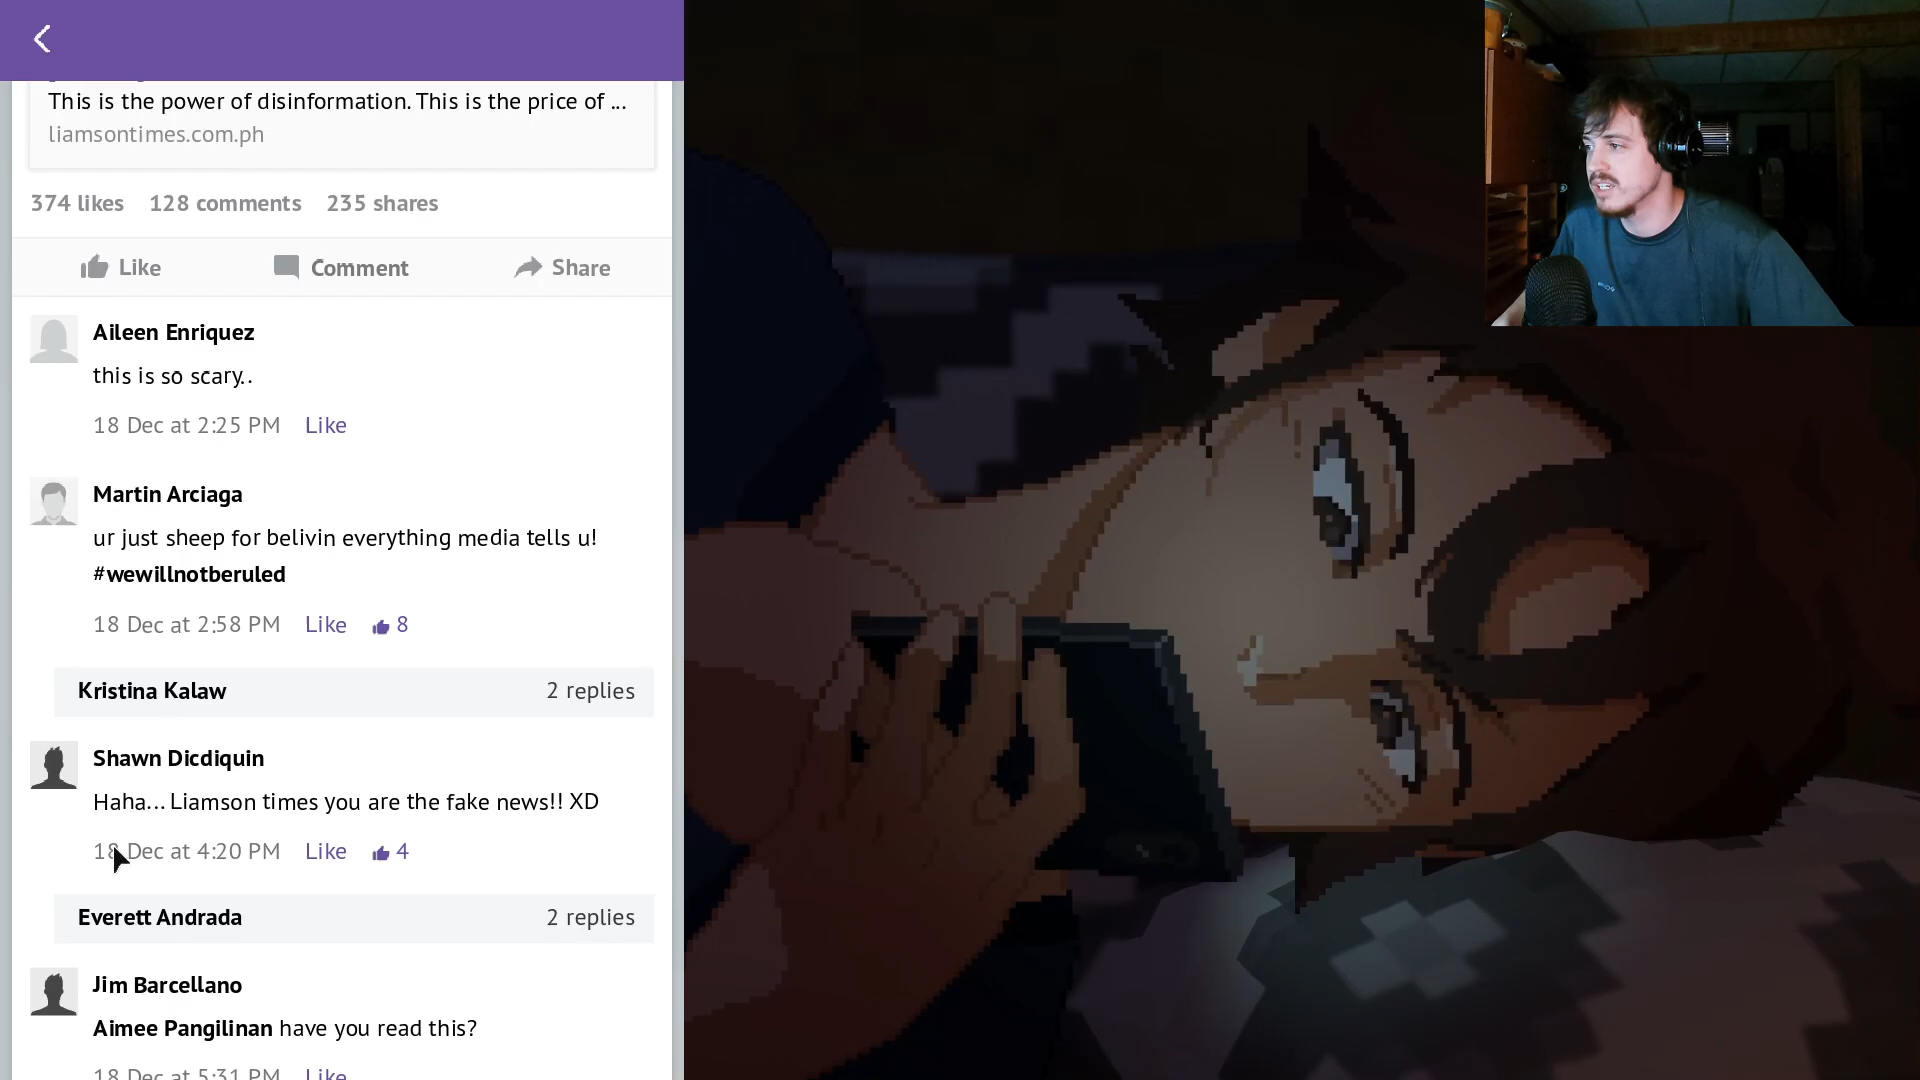 This is the power of disinformation. This is the price of ...
liamsontimes.com.ph
374 likes 128 comments 235 shares
Like Comment Share
Aileen Enriquez
this is so scary..
18 Dec at 2:25 PM Like
Martin Arciaga
ur just sheep for belivin everything media tells u!
#wewillnotberuled
18 Dec at 2:58 PM Like 8
Kristina Kalaw 2 replies
Shawn Dicdiquin
Haha... Liamson times you are the fake news!! XD
18 Dec at 4:20 PM Like 4
Everett Andrada 2 replies
Jim Barcellano
Aimee Pangilinan have you read this?
18 Dec at 5:31 PM Like